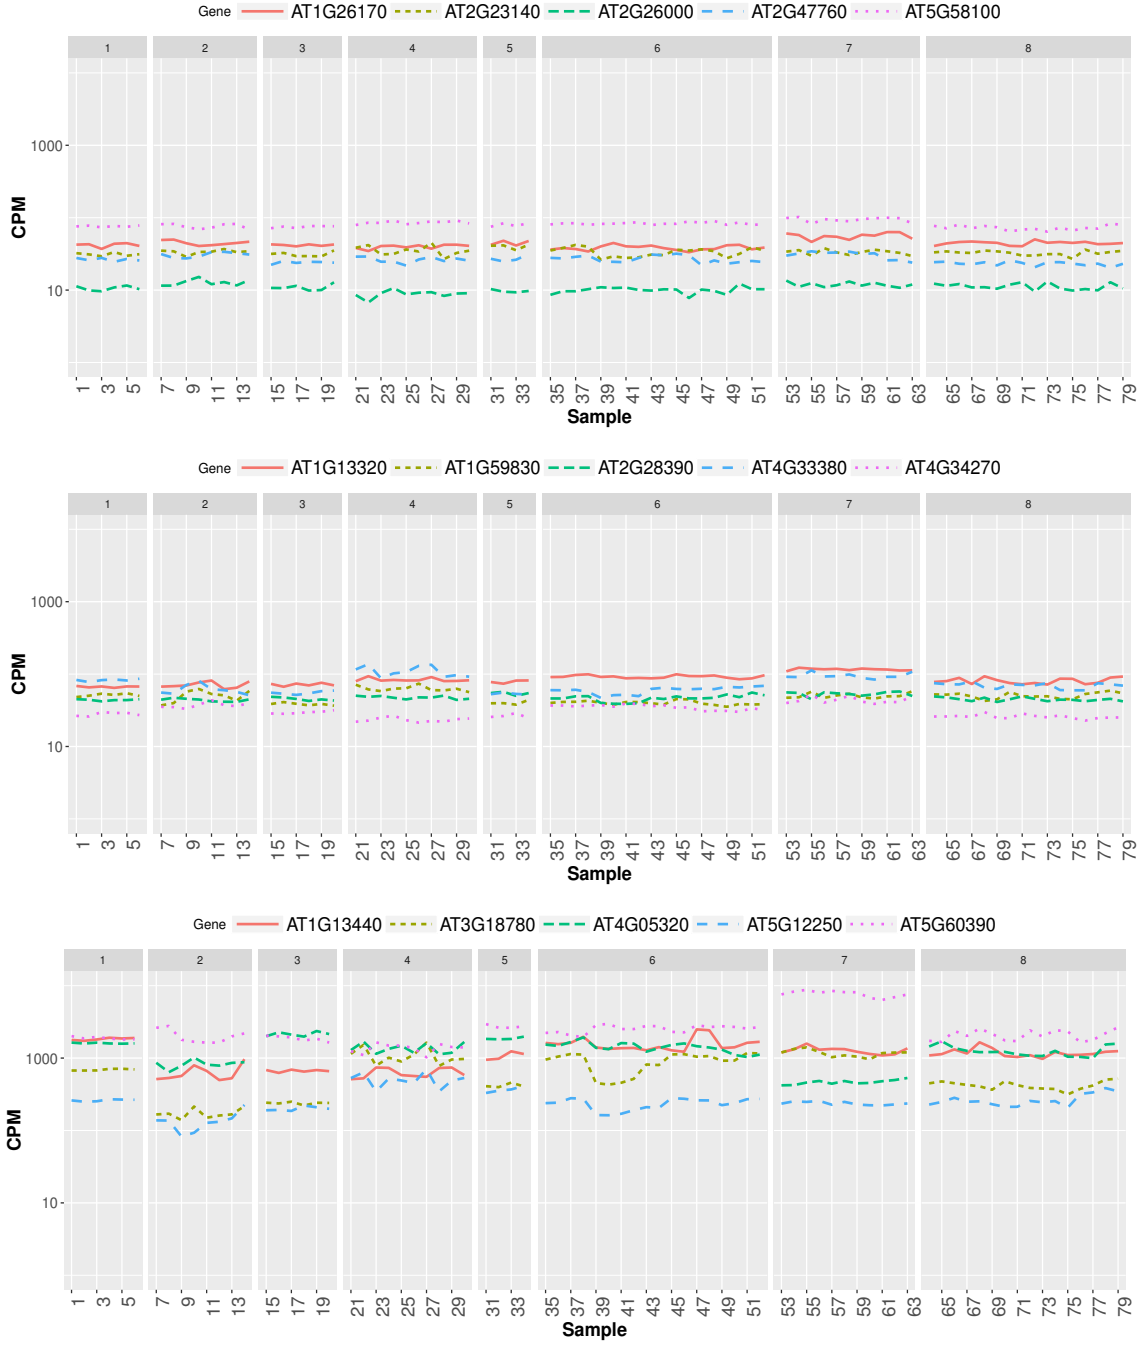 Gene AT1G26170 AT2G23140 AT2G26000 AT2G47760 AT5G58100
1 2 3 4 5 6 7 8
1000
10
CPM
1 3 5 7 9 11 13 15 17 19 21 23 25 27 29 31 33 35 37 39 41 43 45 47 49 51 53 55 57 59 61 63 65 67 69 71 73 75 77 79
Sample
Gene AT1G13320 AT1G59830 AT2G28390 AT4G33380 AT4G34270
1 2 3 4 5 6 7 8
1000
10
CPM
1 3 5 7 9 11 13 15 17 19 21 23 25 27 29 31 33 35 37 39 41 43 45 47 49 51 53 55 57 59 61 63 65 67 69 71 73 75 77 79
Sample
Gene AT1G13440 AT3G18780 AT4G05320 AT5G12250 AT5G60390
1 2 3 4 5 6 7 8
1000
10
CPM
1 3 5 7 9 11 13 15 17 19 21 23 25 27 29 31 33 35 37 39 41 43 45 47 49 51 53 55 57 59 61 63 65 67 69 71 73 75 77 79
Sample